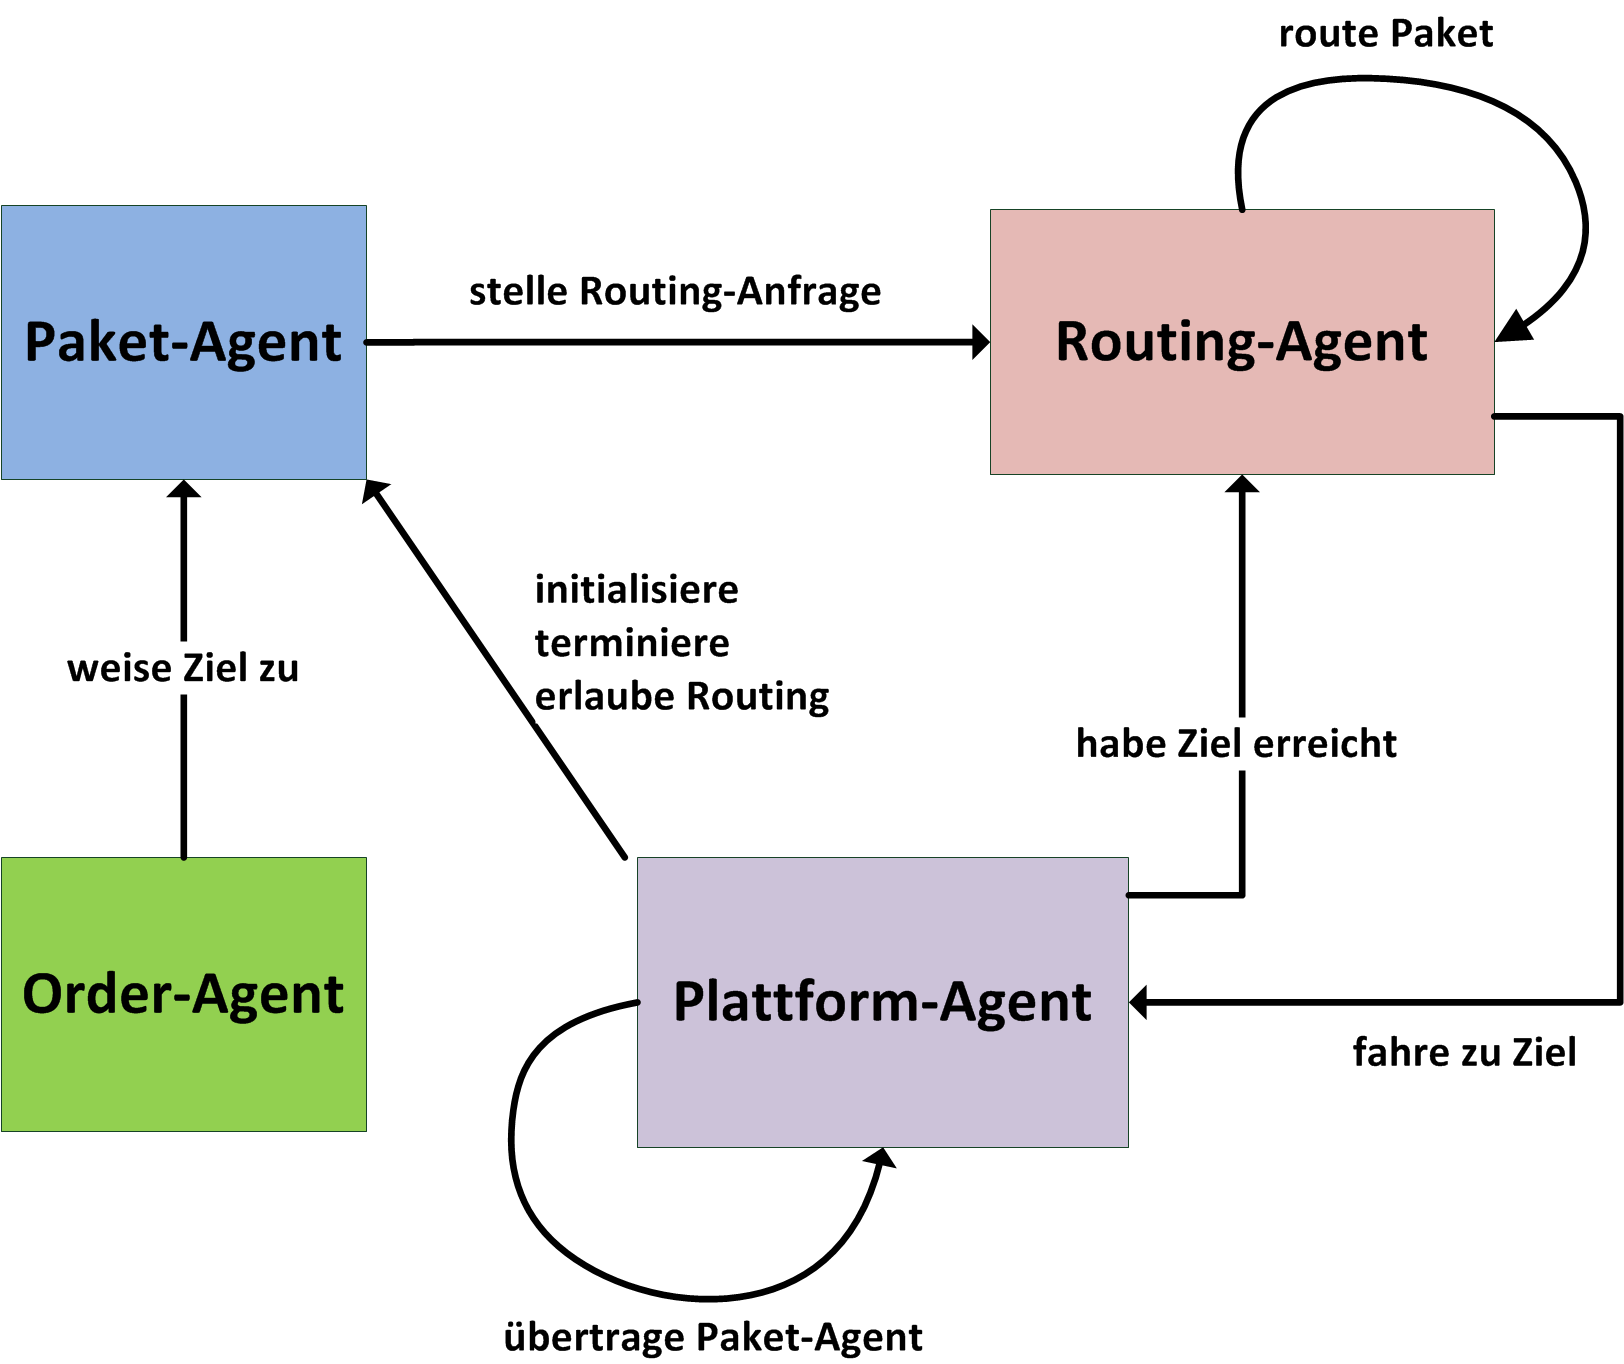 route Paket
stelle Routing-Anfrage
Paket-Agent
Routing-Agent
initialisiere
terminiere
erlaube Routing
weise Ziel zu
habe Ziel erreicht
Order-Agent
Plattform-Agent
fahre zu Ziel
übertrage Paket-Agent